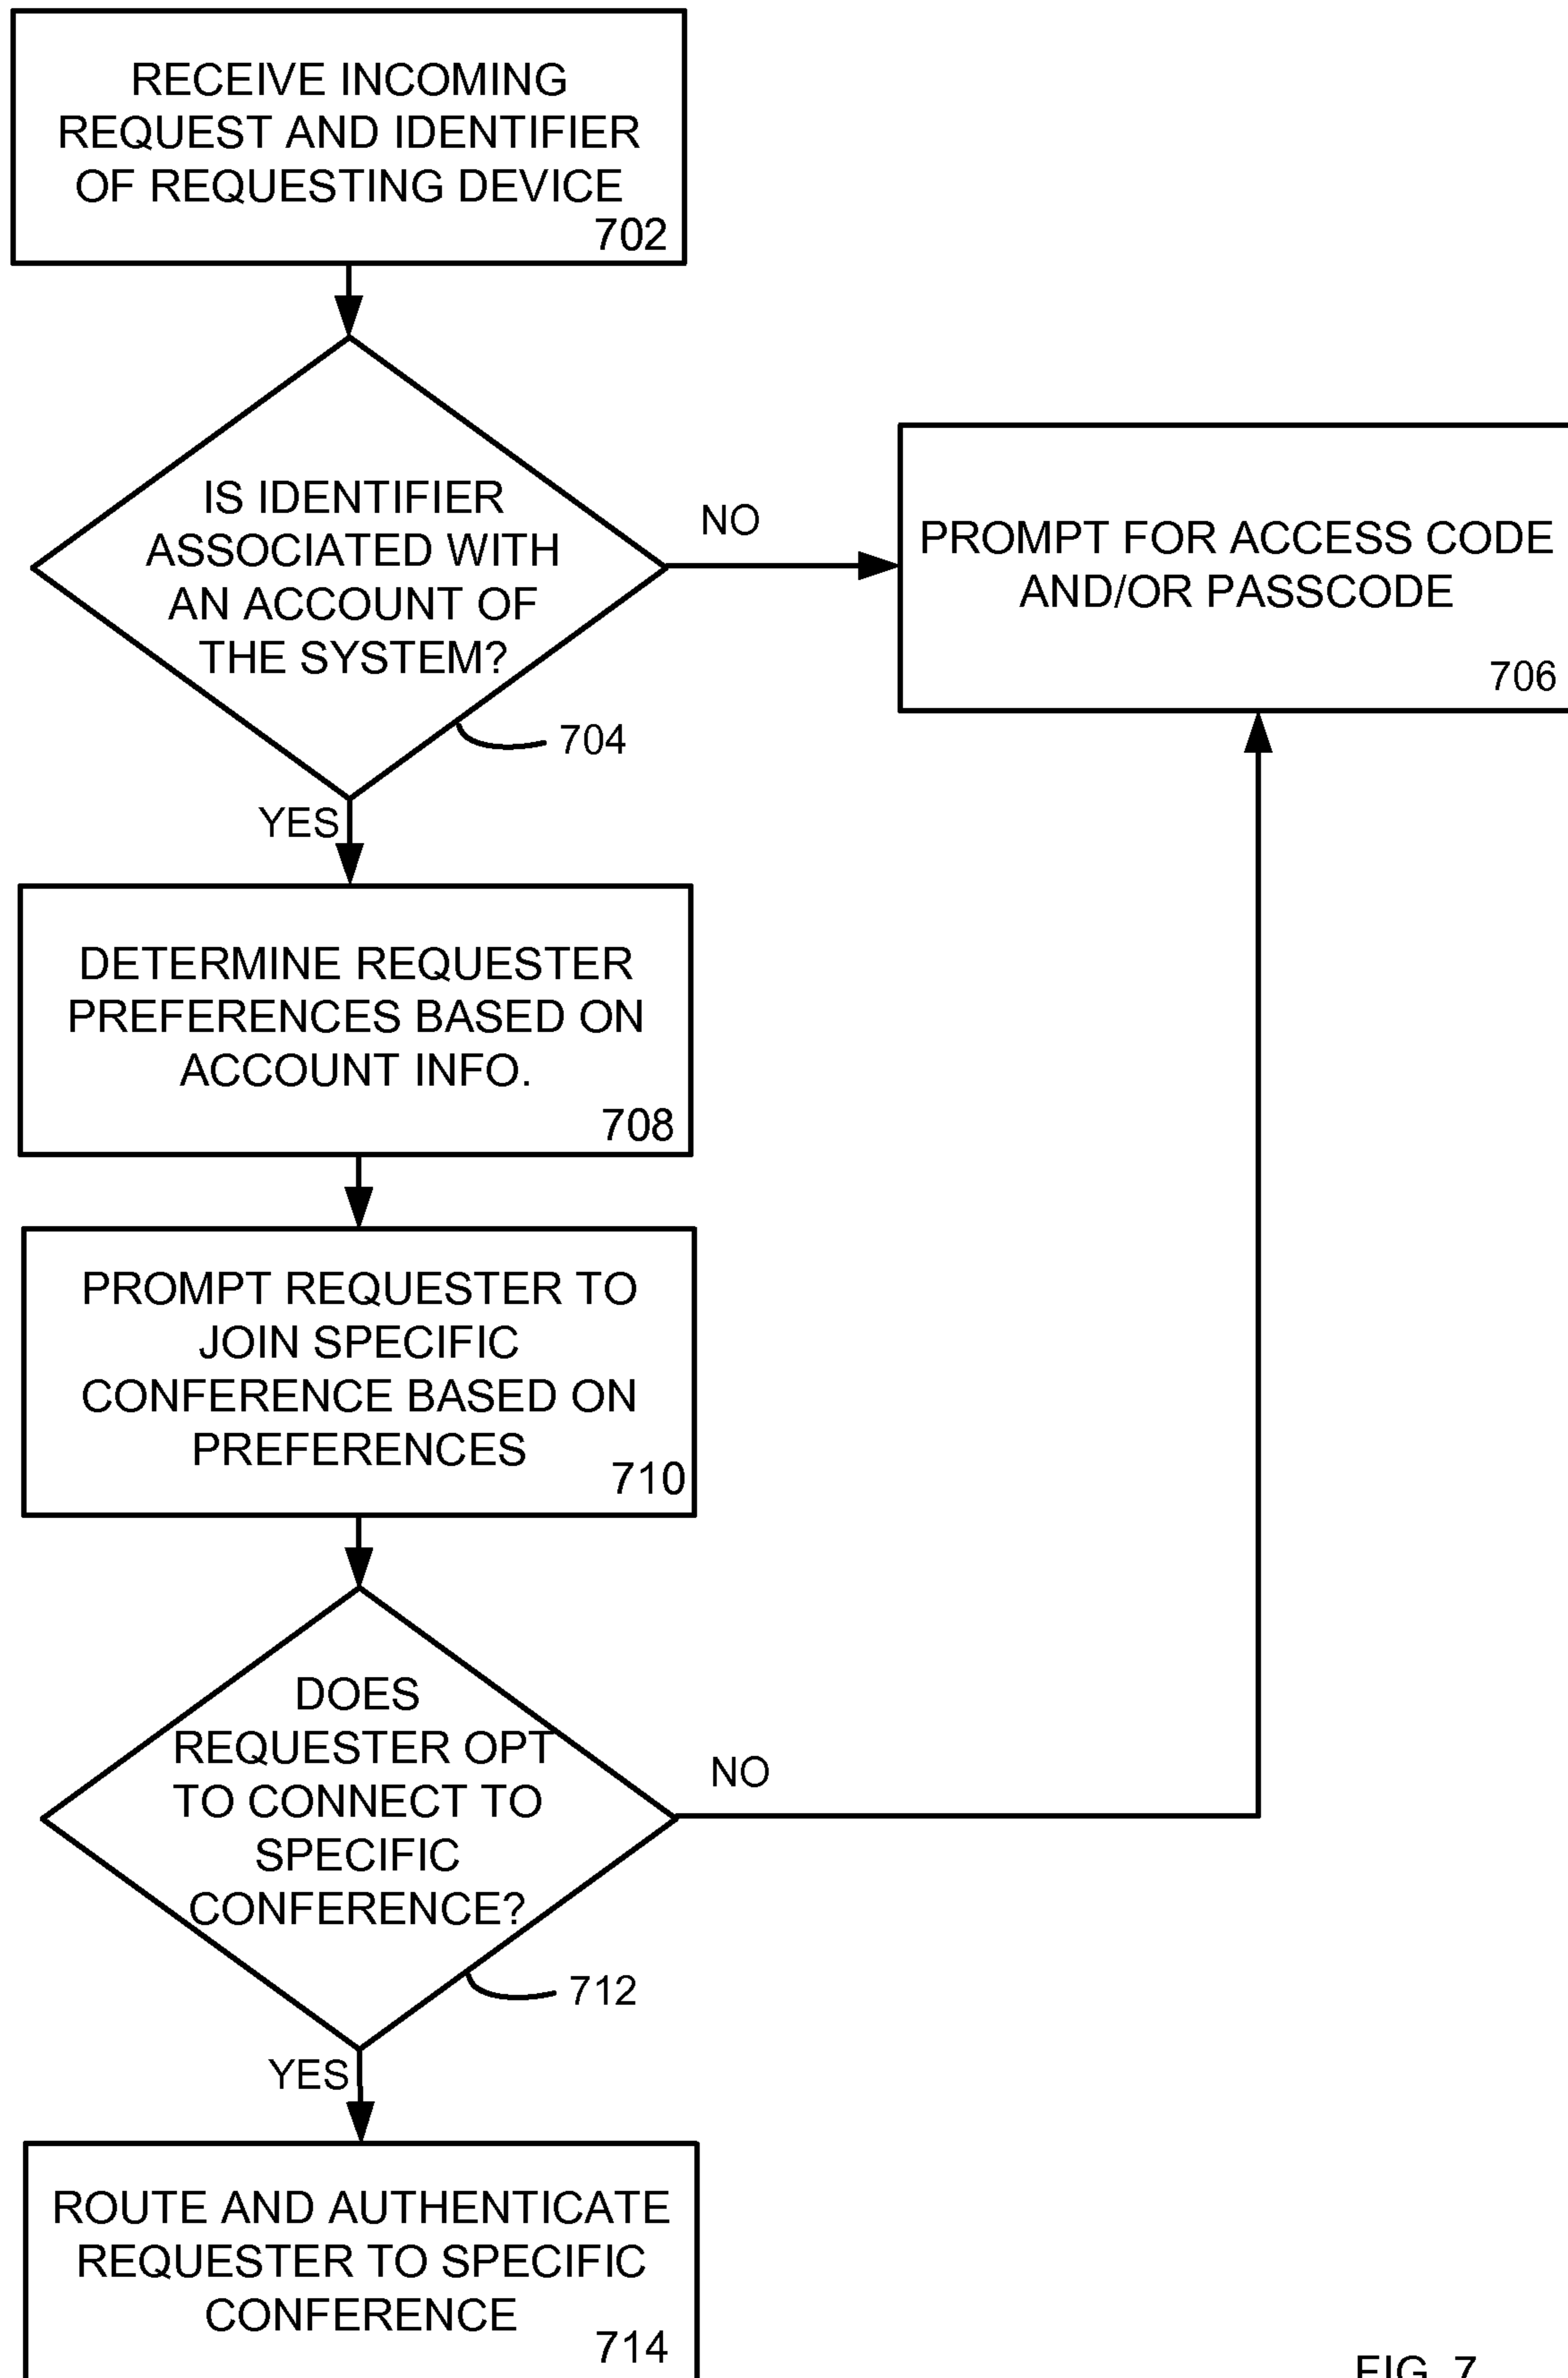 RECEIVE INCOMING
REQUEST AND IDENTIFIER
OF REQUESTING DEVICE
702
IS IDENTIFIER
ASSOCIATED WITH
AN ACCOUNT OF
THE SYSTEM?
704
NO
PROMPT FOR ACCESS CODE
AND/OR PASSCODE
706
YES
DETERMINE REQUESTER
PREFERENCES BASED ON
ACCOUNT INFO.
708
PROMPT REQUESTER TO
JOIN SPECIFIC
CONFERENCE BASED ON
PREFERENCES
710
DOES
REQUESTER OPT
TO CONNECT TO
SPECIFIC
CONFERENCE?
712
NO
YES
ROUTE AND AUTHENTICATE
REQUESTER TO SPECIFIC
CONFERENCE
714
FIG. 7